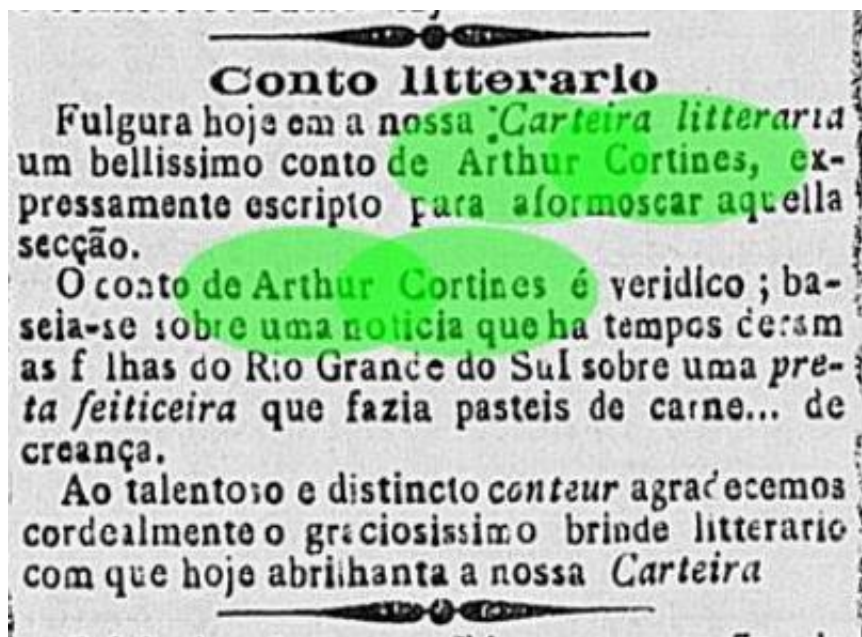 Conto litterario
Fulgura hoje em a nossa Carteira litteraria
um bellissimo conto de Arthur Cortines, ex-
pressamente escripto para aformosear aquella
secção.
O conto de Arthur Cortines é veridico ; ba-
seia-se sobre uma noticia que ha tempos deram
as folhas do Rio Grande do Sul sobre uma pre-
ta feiticeira que fazia pasteis de carne... de
creança.
Ao talentoso e distincto conteur agradecemos
cordealmente o graciosissimo brinde litterario
com que hoje abrilhanta a nossa Carteira